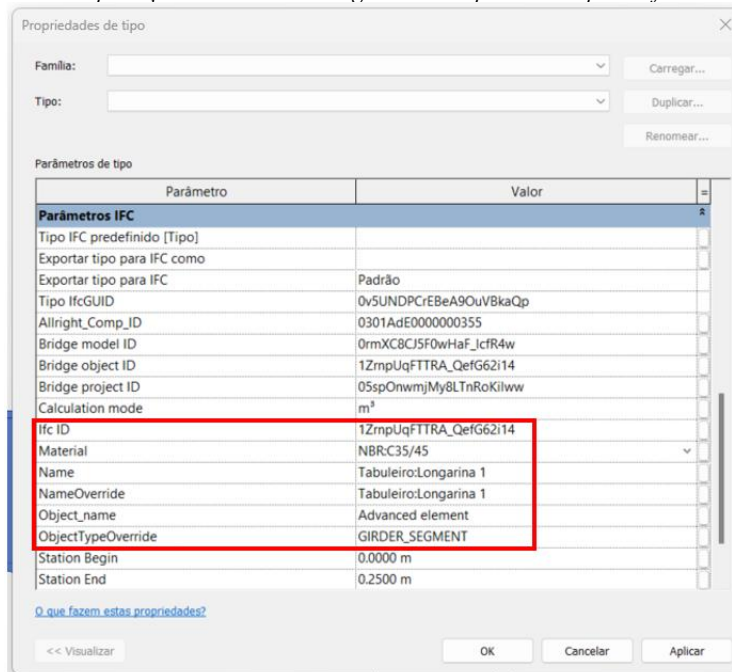 Propriedades de tipo
Família:
Carregar...
Tipo:
Duplicar...
Renomear...
Parâmetros de tipo
Parâmetro Valor =
Parâmetros IFC
Tipo IFC predefinido [Tipo]
Exportar tipo para IFC como
Exportar tipo para IFC Padrão
Tipo IfcGUID 0v5UNDPCrEBeA9OuVBkaQp
Allright_Comp_ID 0301AdE0000000355
Bridge model ID 0rmXC8CJ5F0wHaF_IcfR4w
Bridge object ID 1ZrnpUqFTTRA_QefG62i14
Bridge project ID 05spOnwmjMy8LTnRoKilww
Calculation mode m³
Ifc ID 1ZrnpUqFTTRA_QefG62i14
Material NBR:C35/45
Name Tabuleiro:Longarina 1
NameOverride Tabuleiro:Longarina 1
Object_name Advanced element
ObjectTypeOverride GIRDER_SEGMENT
Station Begin 0.0000 m
Station End 0.2500 m
O que fazem estas propriedades?
<< Visualizar OK Cancelar Aplicar